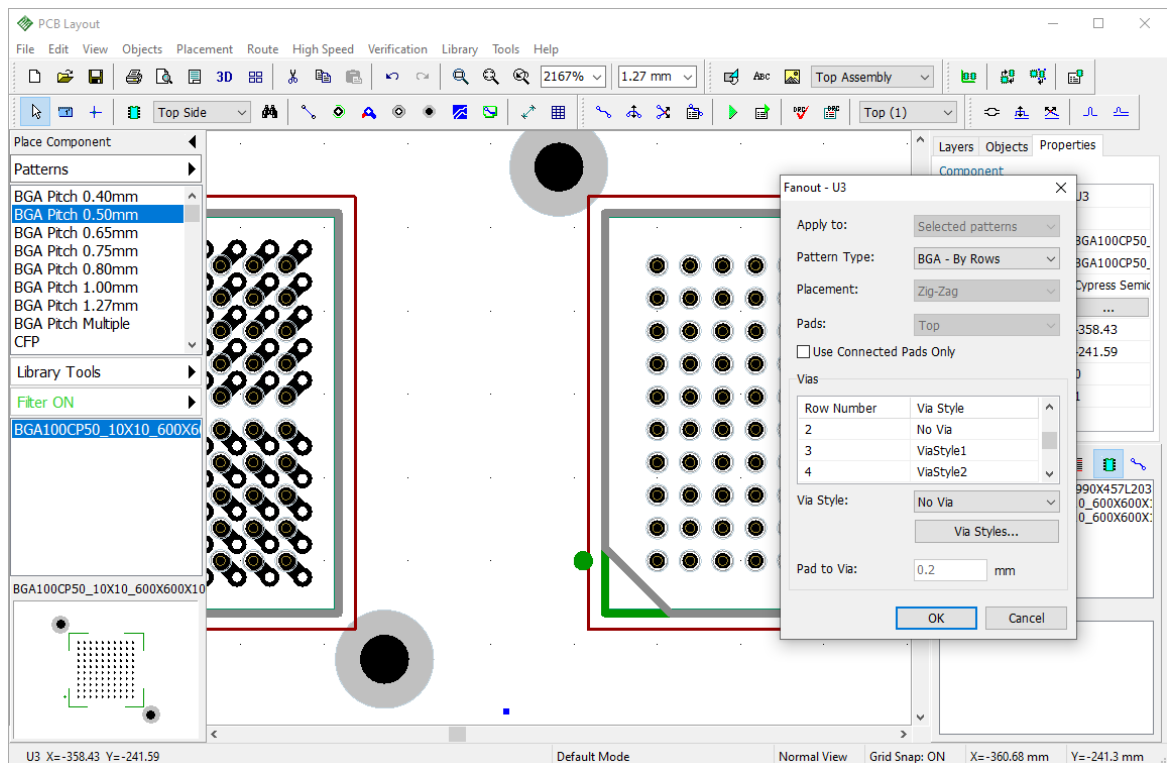 PCB Layout
File Edit View Objects Placement Route High Speed Verification Library Tools Help
3D 2167% 1.27 mm ABC Top Assembly
Top Side DRC DRC Top (1)
Place Component
Patterns
BGA Pitch 0.40mm
BGA Pitch 0.50mm
BGA Pitch 0.65mm
BGA Pitch 0.75mm
BGA Pitch 0.80mm
BGA Pitch 1.00mm
BGA Pitch 1.27mm
BGA Pitch Multiple
CFP
Library Tools
Filter ON
BGA100CP50_10X10_600X6
BGA100CP50_10X10_600X600X10
Layers Objects Properties
Component
U3
BGA100CP50_
BGA100CP50_
Cypress Semic
...
-358.43
-241.59
0
1
990X457L203
0_600X600X
0_600X600X
Fanout - U3
Apply to: Selected patterns
Pattern Type: BGA - By Rows
Placement: Zig-Zag
Pads: Top
Use Connected Pads Only
Vias
Row Number Via Style
2 No Via
3 ViaStyle1
4 ViaStyle2
Via Style: No Via
Via Styles...
Pad to Via: 0.2 mm
OK Cancel
U3 X=-358.43 Y=-241.59 Default Mode Normal View Grid Snap: ON X=-360.68 mm Y=-241.3 mm